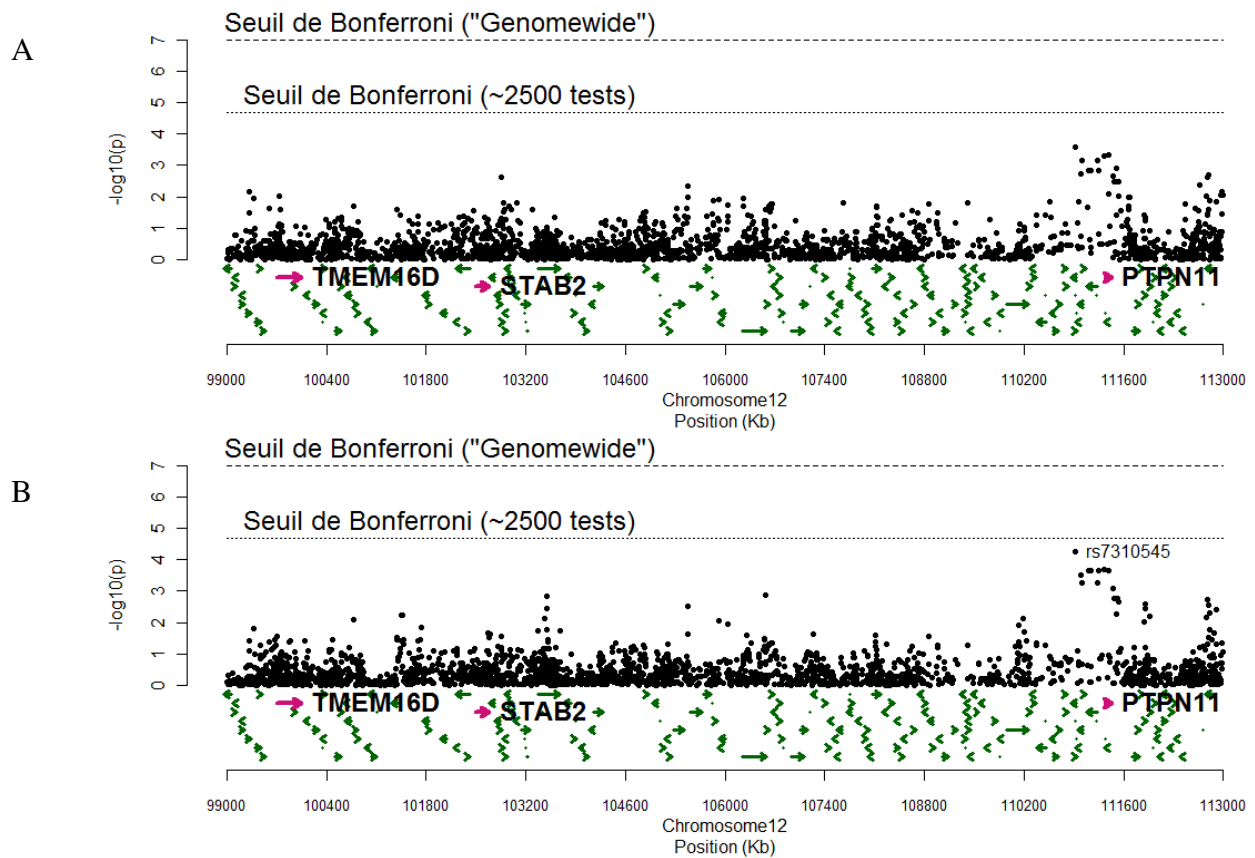 A
Seuil de Bonferroni ("Genomewide")
7
6
Seuil de Bonferroni (~2500 tests)
5
4
3
2
1
0
-log10(p)
TMEM16D
STAB2
PTPN11
99000 100400 101800 103200 104600 106000 107400 108800 110200 111600 113000
Chromosome12
Position (Kb)
B
Seuil de Bonferroni ("Genomewide")
7
6
Seuil de Bonferroni (~2500 tests)
5
rs7310545
4
3
2
1
0
-log10(p)
TMEM16D
STAB2
PTPN11
99000 100400 101800 103200 104600 106000 107400 108800 110200 111600 113000
Chromosome12
Position (Kb)